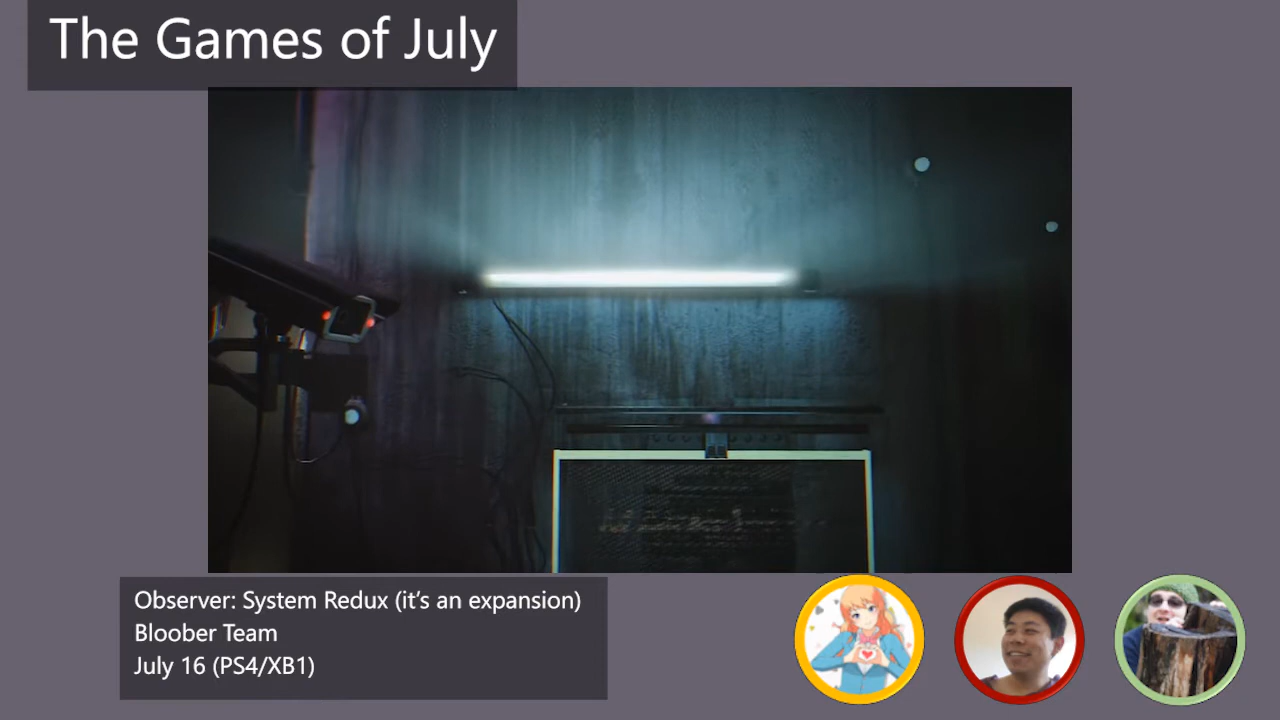 The Games of July
Observer: System Redux (it's an expansion)
Bloober Team
July 16 (PS4/XB1)